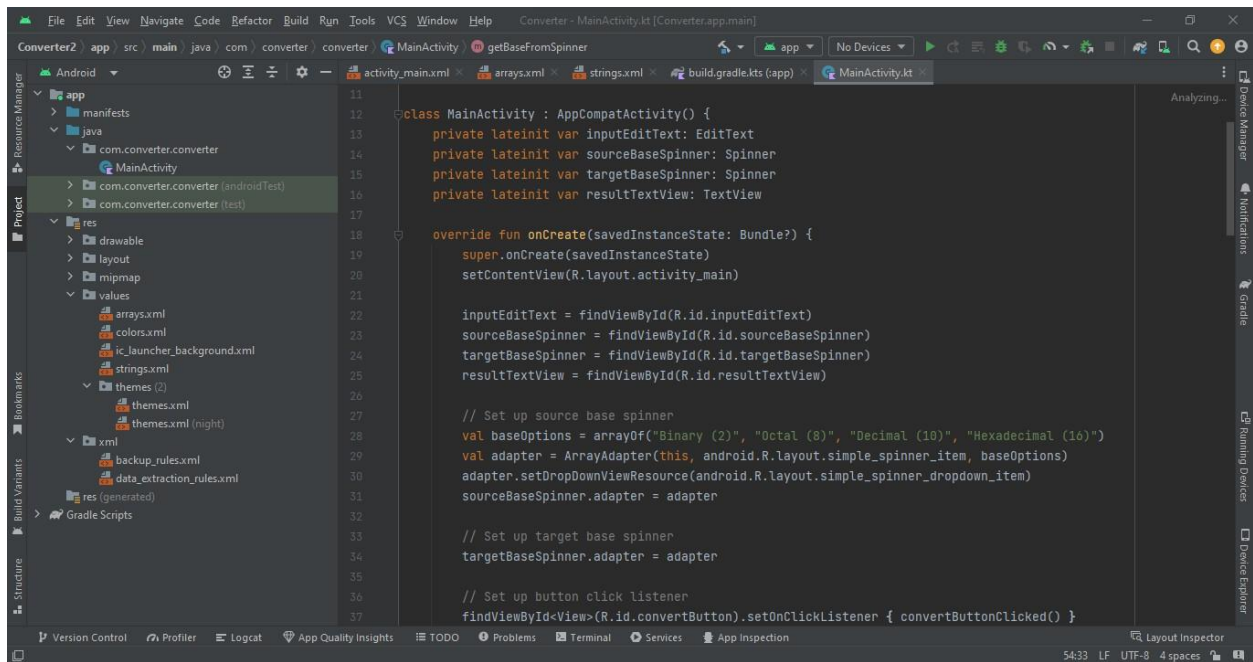 File Edit View Navigate Code Refactor Build Run Tools VCS Window Help Converter - MainActivity.kt [Converter.app.main]
Converter2 app src main java com converter converter MainActivity getBaseFromSpinner app No Devices
Android activity_main.xml arrays.xml strings.xml build.gradle.kts (:app) MainActivity.kt
Resource Manager
Project
Bookmarks
Build Variants
Structure
app
manifests
java
com.converter.converter
MainActivity
com.converter.converter (androidTest)
com.converter.converter (test)
res
drawable
layout
mipmap
values
arrays.xml
colors.xml
ic_launcher_background.xml
strings.xml
themes (2)
themes.xml
themes.xml (night)
xml
backup_rules.xml
data_extraction_rules.xml
res (generated)
Gradle Scripts
Analyzing...
11
12 class MainActivity : AppCompatActivity() {
13 private lateinit var inputEditText: EditText
14 private lateinit var sourceBaseSpinner: Spinner
15 private lateinit var targetBaseSpinner: Spinner
16 private lateinit var resultTextView: TextView
17
18 override fun onCreate(savedInstanceState: Bundle?) {
19 super.onCreate(savedInstanceState)
20 setContentView(R.layout.activity_main)
21
22 inputEditText = findViewById(R.id.inputEditText)
23 sourceBaseSpinner = findViewById(R.id.sourceBaseSpinner)
24 targetBaseSpinner = findViewById(R.id.targetBaseSpinner)
25 resultTextView = findViewById(R.id.resultTextView)
26
27 // Set up source base spinner
28 val baseOptions = arrayOf("Binary (2)", "Octal (8)", "Decimal (10)", "Hexadecimal (16)")
29 val adapter = ArrayAdapter(this, android.R.layout.simple_spinner_item, baseOptions)
30 adapter.setDropDownViewResource(android.R.layout.simple_spinner_dropdown_item)
31 sourceBaseSpinner.adapter = adapter
32
33 // Set up target base spinner
34 targetBaseSpinner.adapter = adapter
35
36 // Set up button click listener
37 findViewById<View>(R.id.convertButton).setOnClickListener { convertButtonClicked() }
Device Manager
Notifications
Gradle
Running Devices
Device Explorer
Version Control Profiler Logcat App Quality Insights TODO Problems Terminal Services App Inspection Layout Inspector
54:33 LF UTF-8 4 spaces